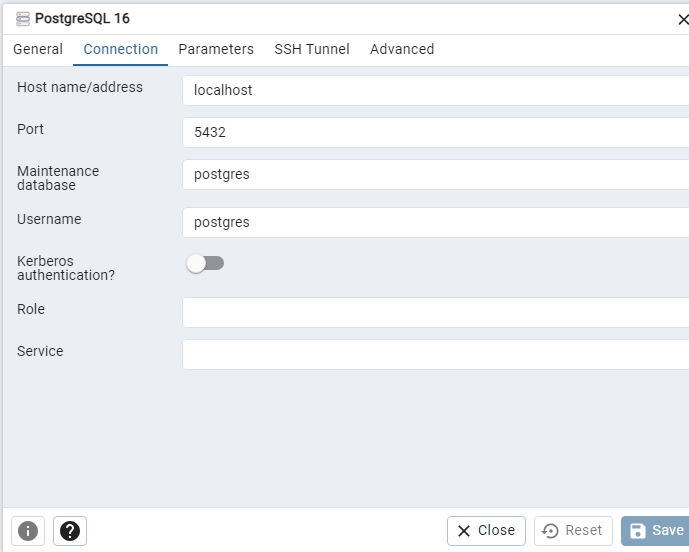 PostgreSQL 16
General Connection Parameters SSH Tunnel Advanced
Host name/address localhost
Port 5432
Maintenance
database
postgres
Username postgres
Kerberos
authentication?
Role
Service
Close Reset Save